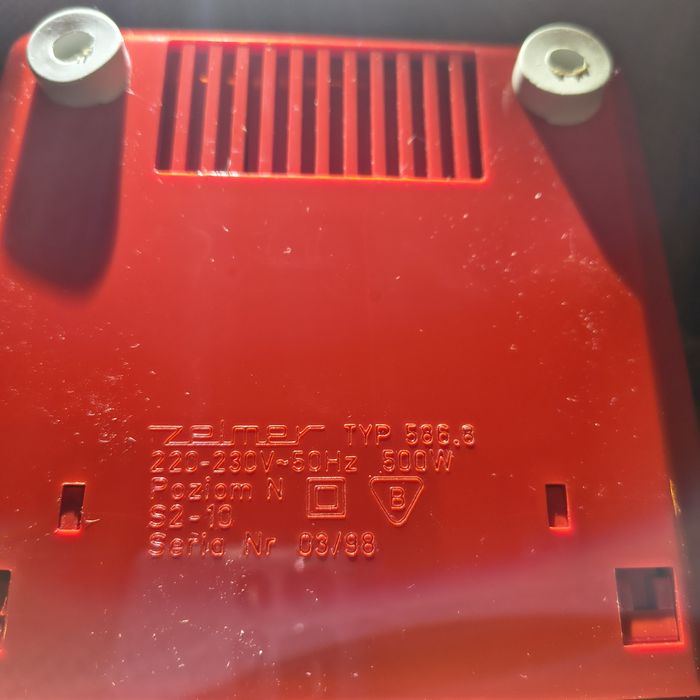 zelmer TYP 586.8
220-230V~50Hz 500W
Poziom N B
S2-10
Seria Nr 03/98